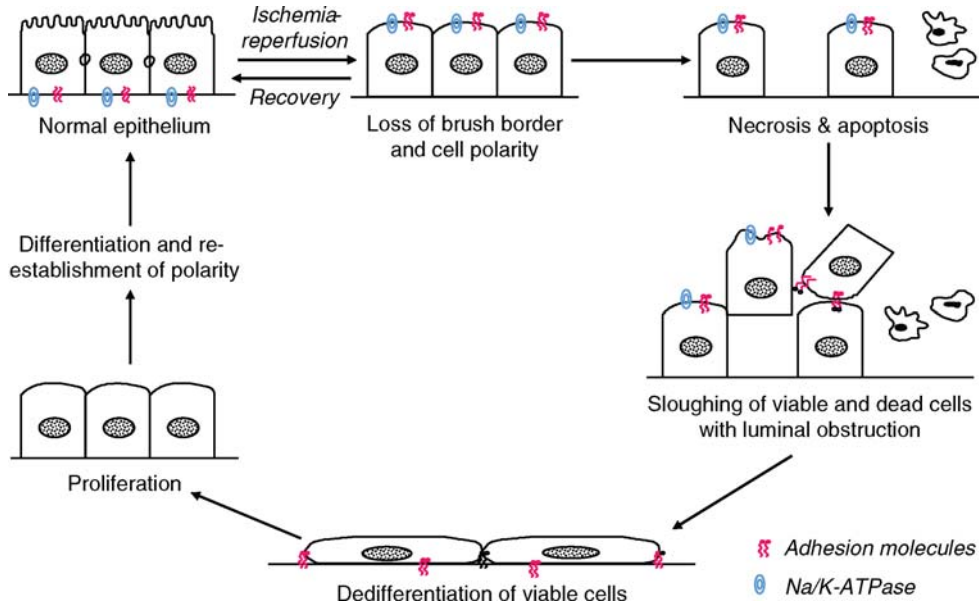 Ischemia-
reperfusion
Recovery
Normal epithelium
Loss of brush border
and cell polarity
Necrosis & apoptosis
Differentiation and re-
establishment of polarity
Sloughing of viable and dead cells
with luminal obstruction
Proliferation
Dedifferentiation of viable cells
Adhesion molecules
Na/K-ATPase